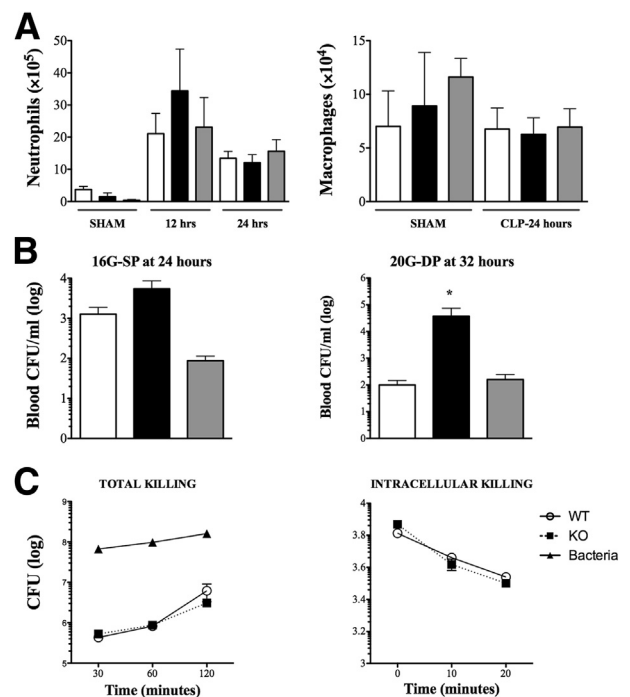 A
Neutrophils (×10⁵)
50
40
30
20
10
0
SHAM 12 hrs 24 hrs
Macrophages (×10⁴)
15
10
5
0
SHAM CLP-24 hours
B
16G-SP at 24 hours
Blood CFU/ml (log)
4
3
2
1
0
20G-DP at 32 hours
Blood CFU/ml (log)
6
5
4
3
2
1
0
*
C
TOTAL KILLING
CFU (log)
9
8
7
6
5
30 60 120
Time (minutes)
INTRACELLULAR KILLING
4
3.8
3.6
3.4
3.2
3
0 10 20
Time (minutes)
WT
KO
Bacteria